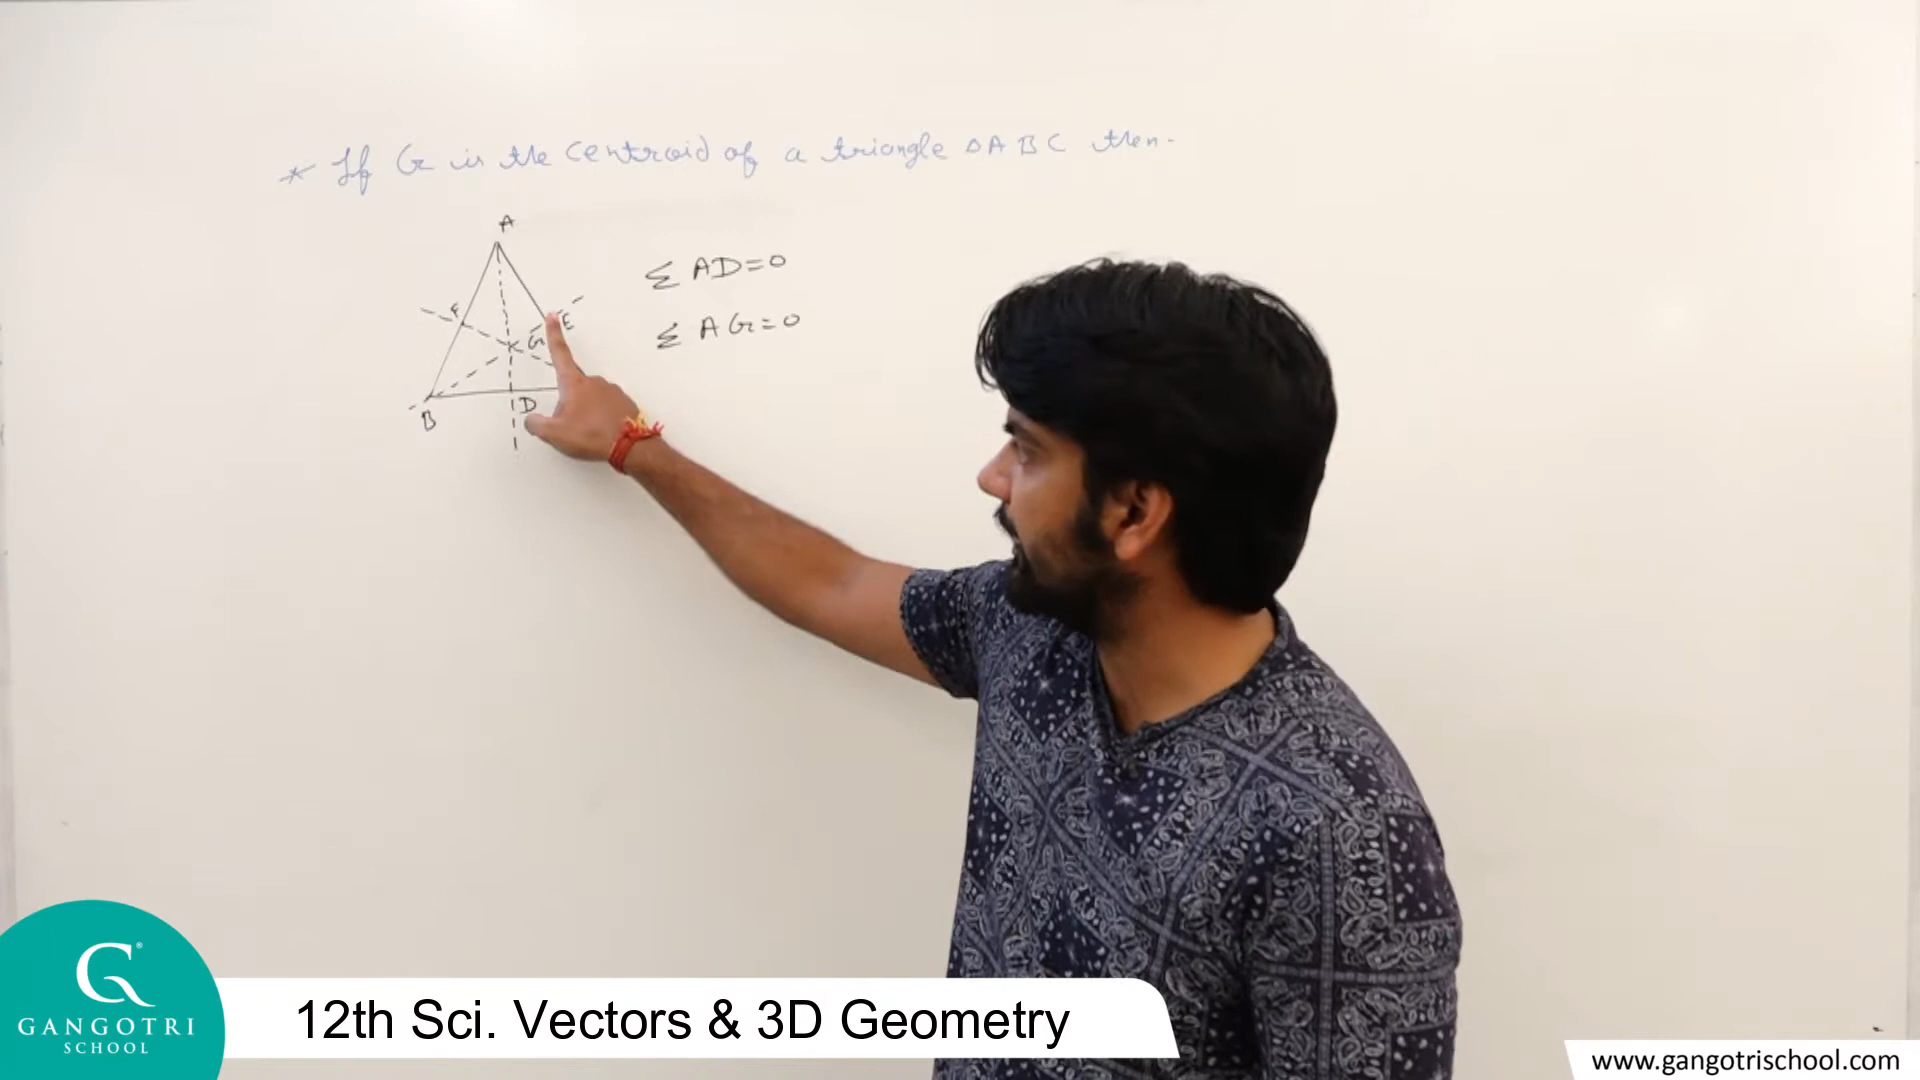 * If G is the centroid of a triangle ΔABC then.
A
Σ AD=0
F
E
Σ AG=0
G
D
B
G®
GANGOTRI
SCHOOL
12th Sci. Vectors & 3D Geometry
www.gangotrischool.com